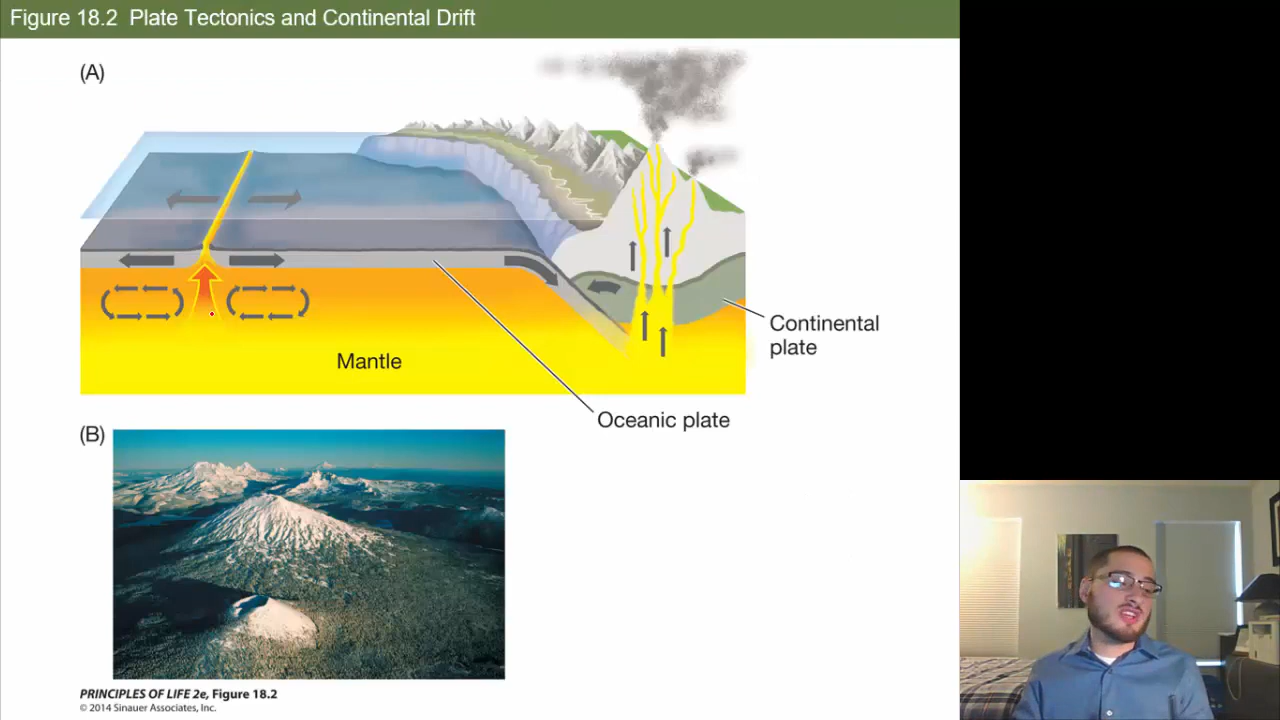 Figure 18.2 Plate Tectonics and Continental Drift
(A)
Mantle
Continental
plate
Oceanic plate
(B)
PRINCIPLES OF LIFE 2e, Figure 18.2
© 2014 Sinauer Associates, Inc.